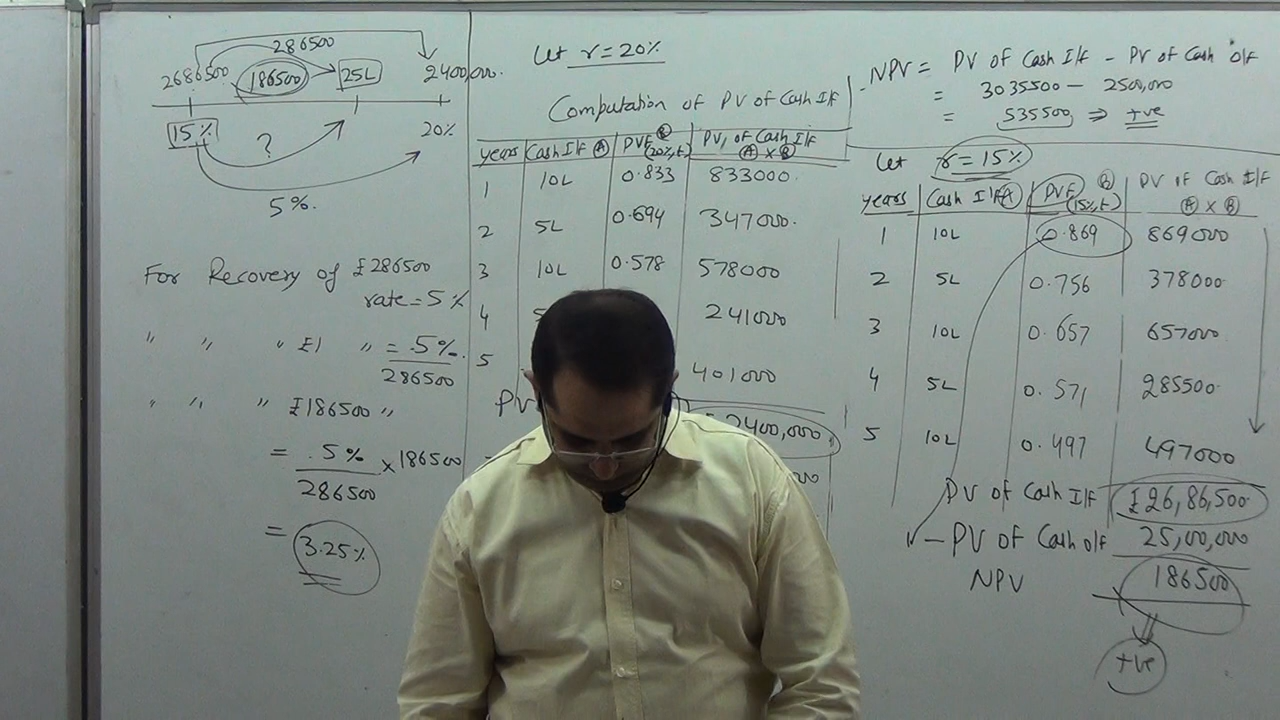 286500
2686500 186500 25L 2400,000.
15% ? 20%
5%.
For Recovery of £286500
rate = 5%
" " " £1 " = .5%.
286500
" " " £186500 "
= .5% × 186500
286500
= 3.25%
Let r = 20%
Computation of PV of Cash I/F
years Cash I/F (A) PVF (B) (20%,t) PV, of Cash I/F (A) × (B)
1 10L 0.833 833000.
2 5L 0.694 347000.
3 10L 0.578 578000
4 241000
5 401000
PV 2400,000
NPV = PV of Cash I/F - PV of Cash O/F
= 3035500 - 2500,000
= 535500 ⇒ +ve
Let r = 15%
years Cash I/F (A) PVF (B) (15%,t) PV of Cash I/F (A) × (B)
1 10L 0.869 869000
2 5L 0.756 378000
3 10L 0.657 657000
4 5L 0.571 285500
5 10L 0.497 497000
PV of Cash I/F £26,86,500
- PV of Cash O/F 25,00,000
NPV 186500
+ve